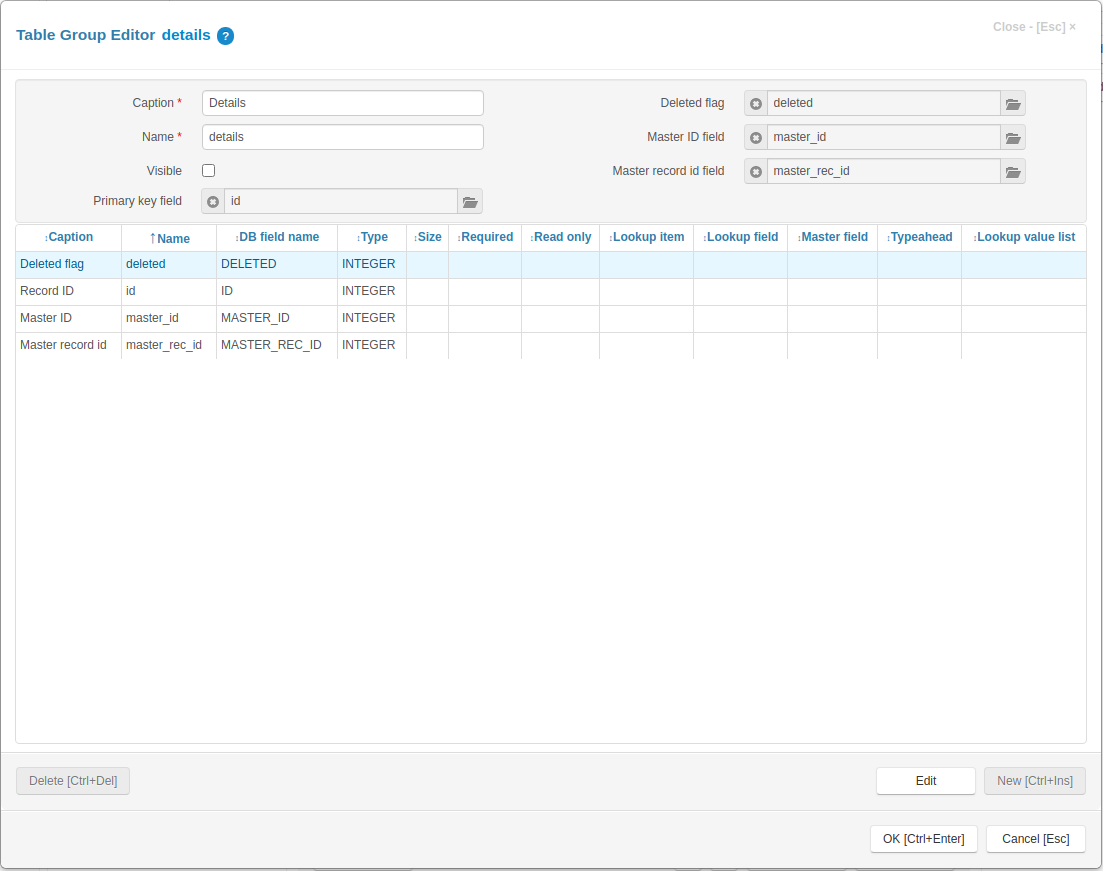 Table Group Editor details ?
Close - [Esc] ×
Caption * Details
Deleted flag deleted
Name * details
Master ID field master_id
Visible
Master record id field master_rec_id
Primary key field id
↕Caption ↑Name ↕DB field name ↕Type ↕Size ↕Required ↕Read only ↕Lookup item ↕Lookup field ↕Master field ↕Typeahead ↕Lookup value list
Deleted flag deleted DELETED INTEGER
Record ID id ID INTEGER
Master ID master_id MASTER_ID INTEGER
Master record id master_rec_id MASTER_REC_ID INTEGER
Delete [Ctrl+Del] Edit New [Ctrl+Ins]
OK [Ctrl+Enter] Cancel [Esc]